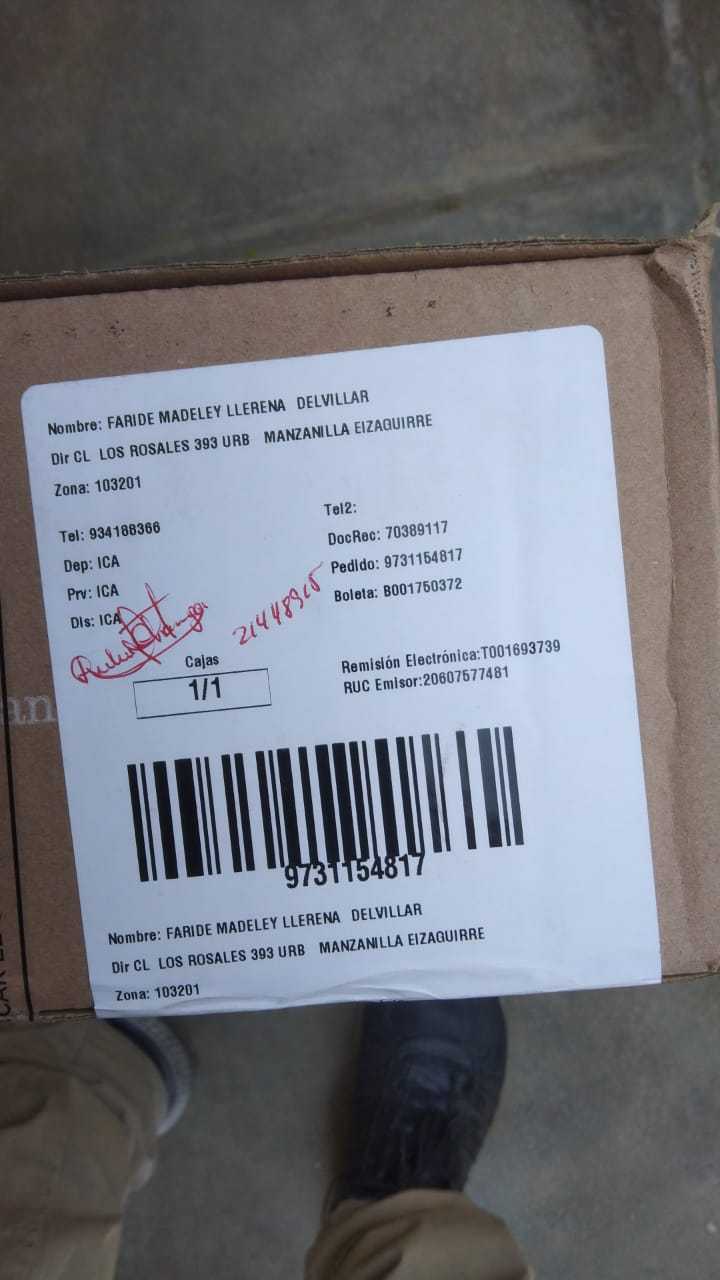 Nombre: FARIDE MADELEY LLERENA DELVILLAR
Dir CL LOS ROSALES 393 URB MANZANILLA EIZAGUIRRE
Zona: 103201
Tel: 934188366
Dep: ICA
Prv: ICA
Dis: ICA
Tel2:
DocRec: 70389117
Pedido: 9731154817
Boleta: B001750372
21448915
Cajas
1/1
Remisión Electrónica:T001693739
RUC Emisor:20607577481
9731154817
Nombre: FARIDE MADELEY LLERENA DELVILLAR
Dir CL LOS ROSALES 393 URB MANZANILLA EIZAGUIRRE
Zona: 103201